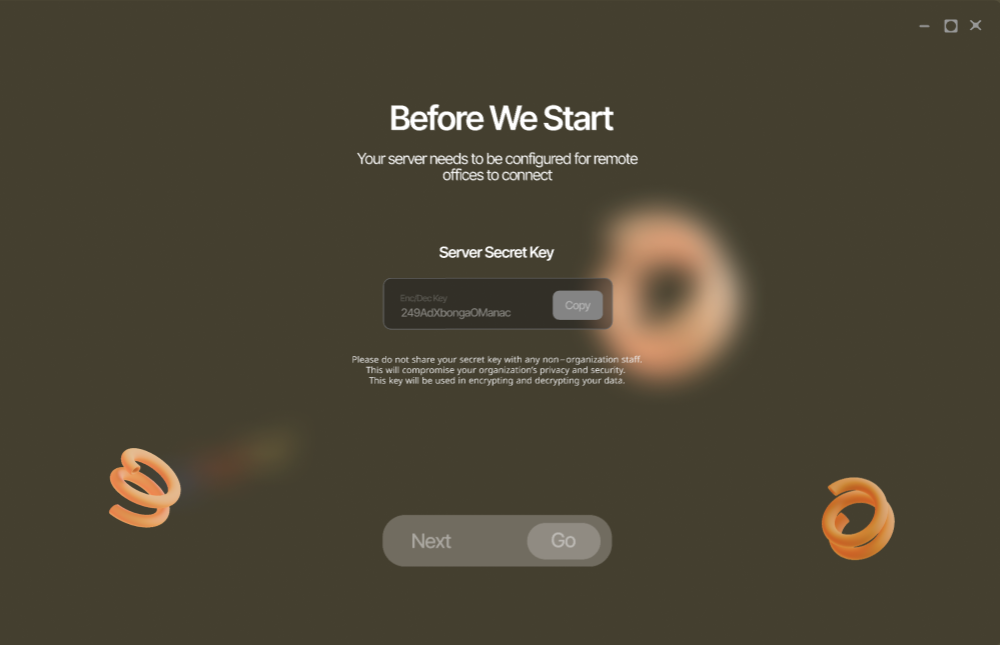 Before We Start
Your server needs to be configured for remote
offices to connect
Server Secret Key
Enc/Dec Key
249AdXbongaOManac
Copy
Please do not share your secret key with any non-organization staff.
This will compromise your organization's privacy and security.
This key will be used in encrypting and decrypting your data.
Next
Go